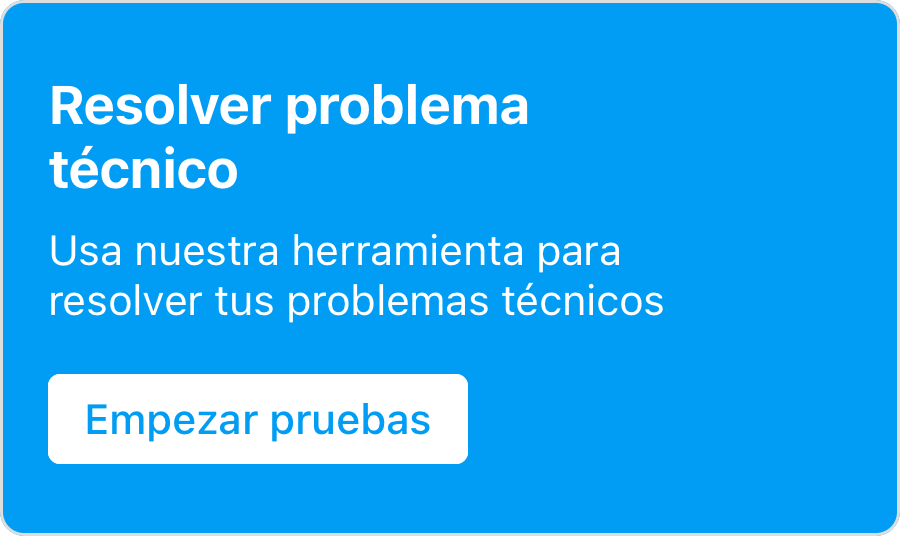 Resolver problema
técnico
Usa nuestra herramienta para
resolver tus problemas técnicos
Empezar pruebas